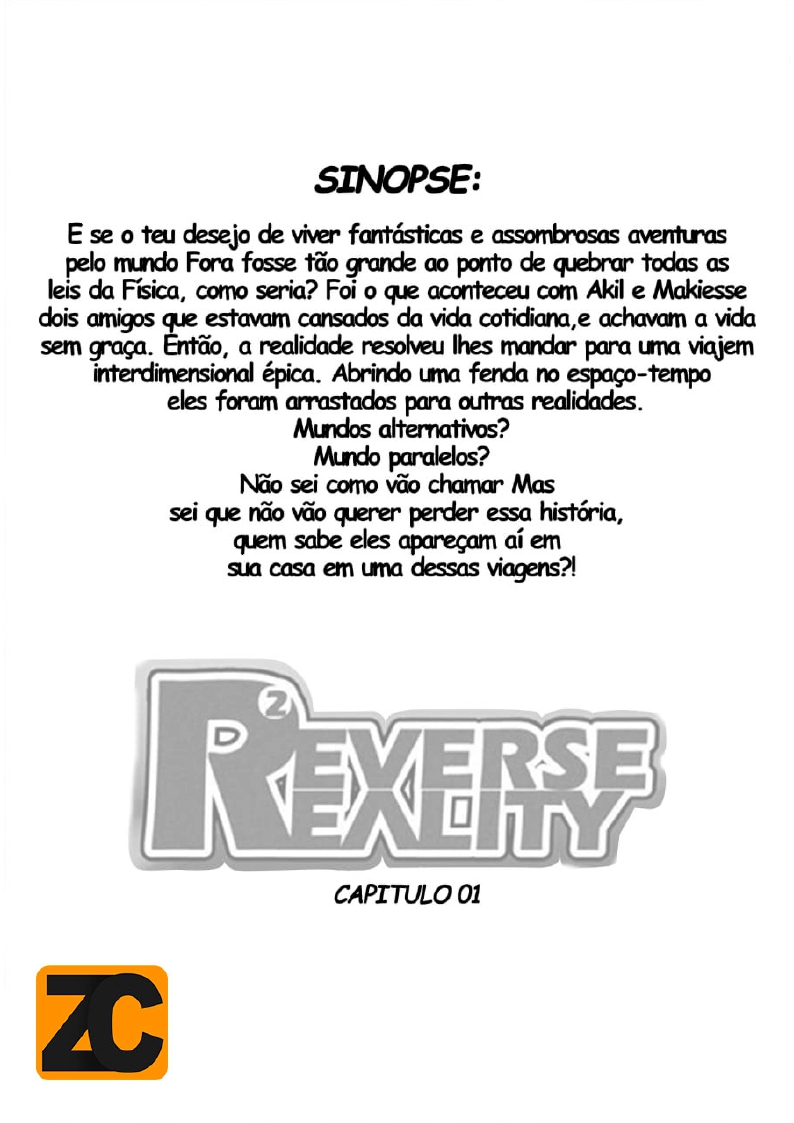 SINOPSE:
E se o teu desejo de viver fantásticas e assombrosas aventuras
pelo mundo Fora fosse tão grande ao ponto de quebrar todas as
leis da Física, como seria? Foi o que aconteceu com Akil e Makiesse
dois amigos que estavam cansados da vida cotidiana,e achavam a vida
sem graça. Então, a realidade resolveu lhes mandar para uma viajem
interdimensional épica. Abrindo uma fenda no espaço-tempo
eles foram arrastados para outras realidades.
Mundos alternativos?
Mundo paralelos?
Não sei como vão chamar Mas
sei que não vão querer perder essa história,
quem sabe eles apareçam aí em
sua casa em uma dessas viagens?!
REVERSE 2
REALITY
CAPITULO 01
ZC